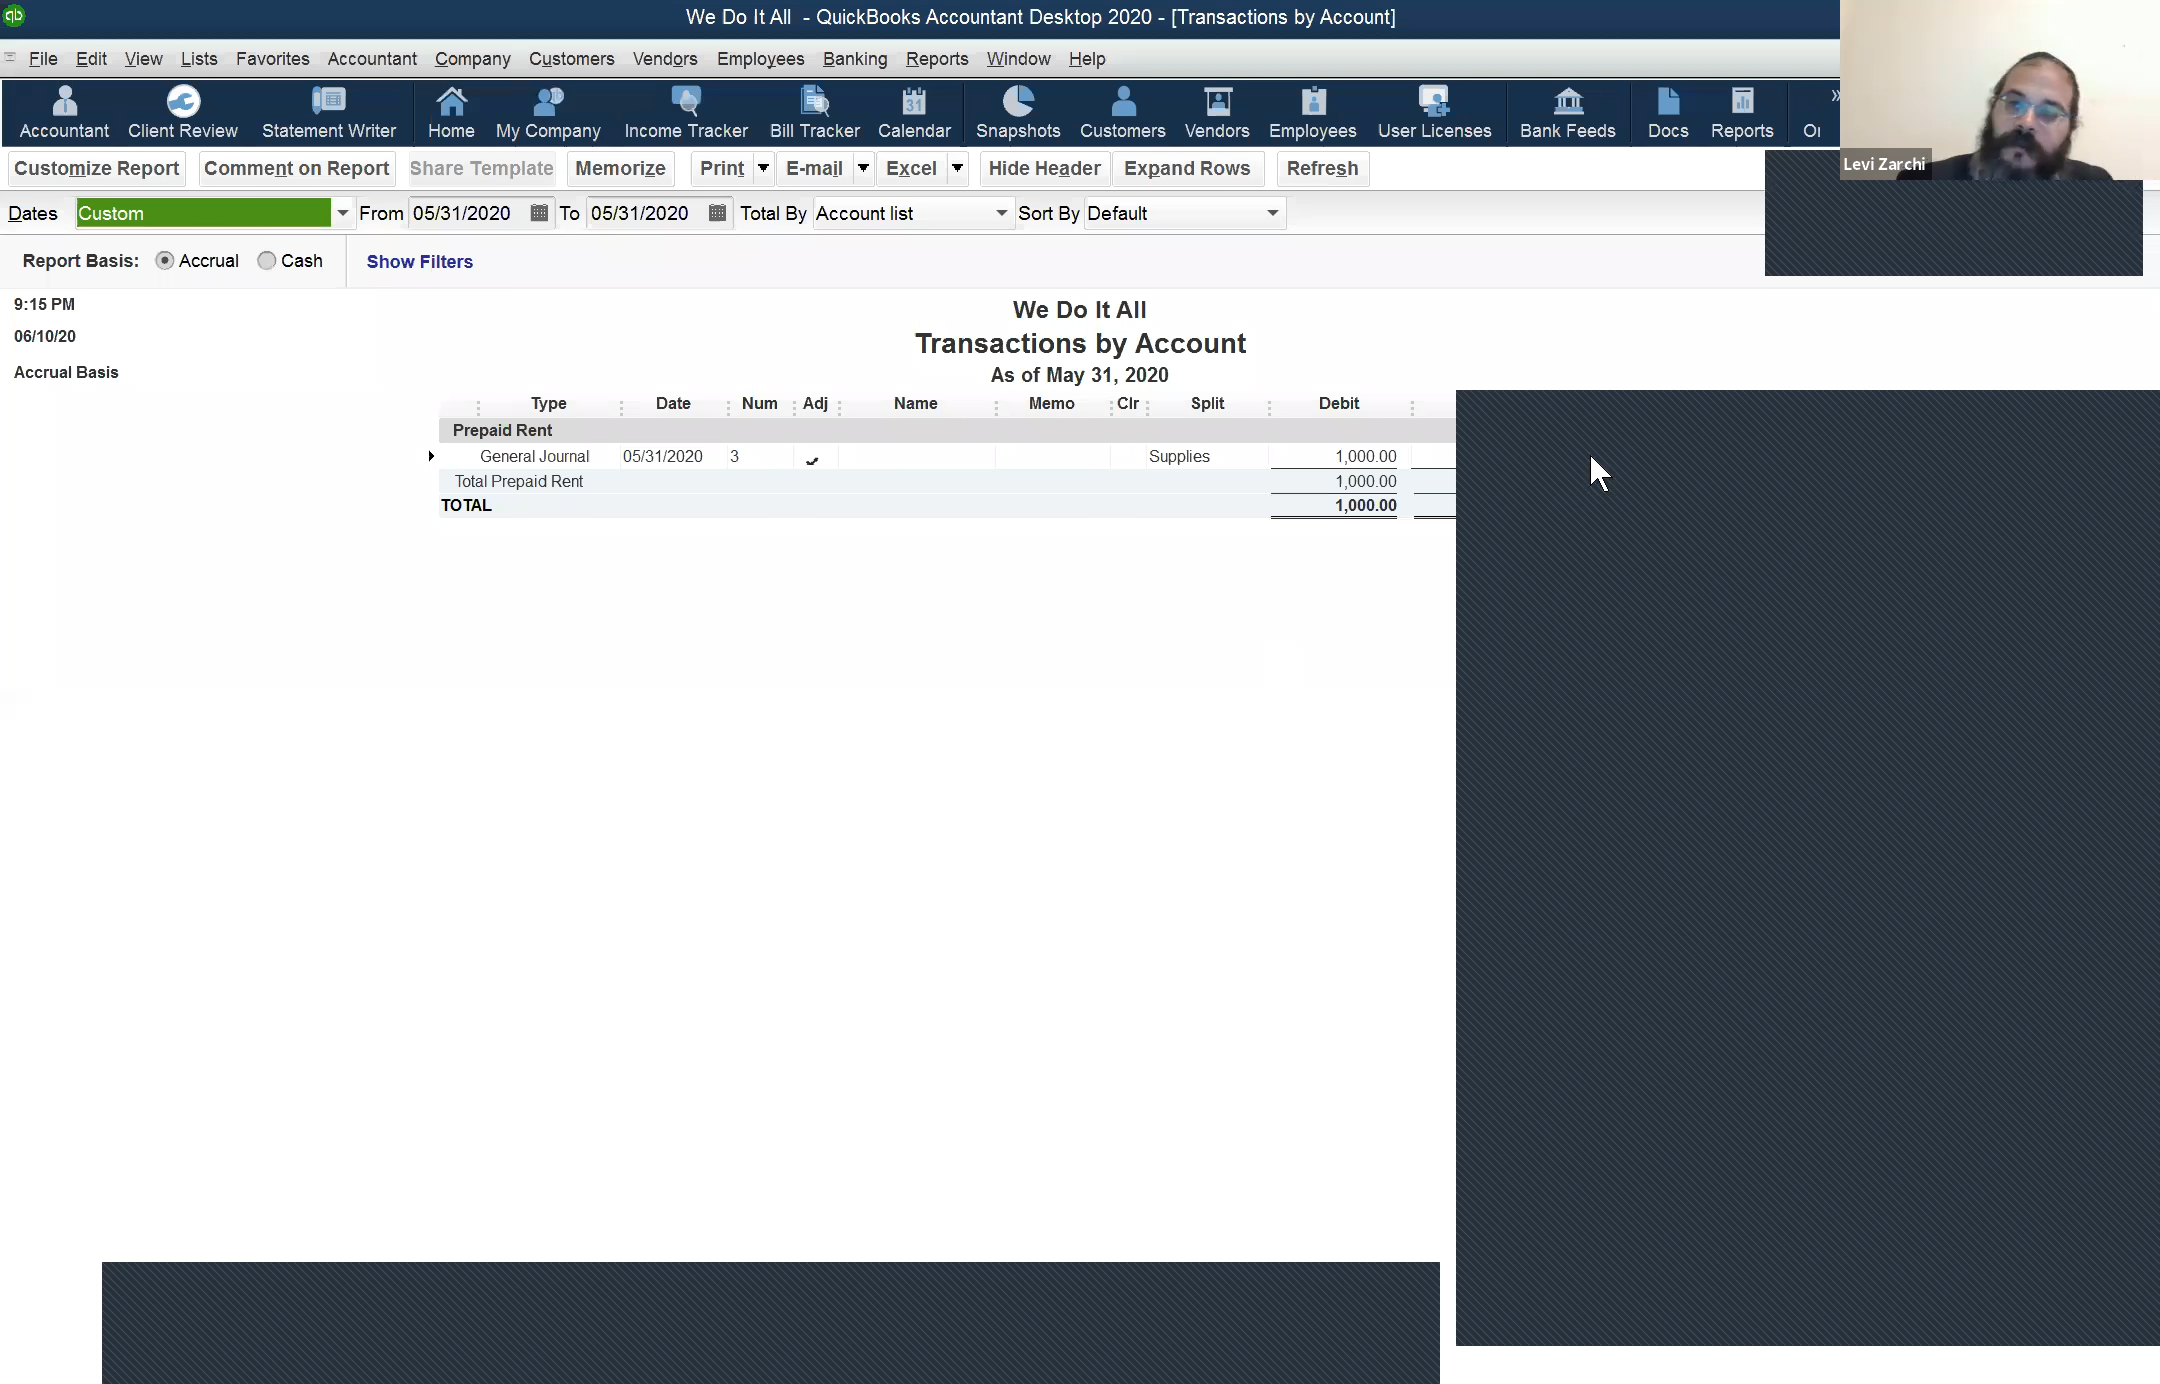 We Do It All - QuickBooks Accountant Desktop 2020 - [Transactions by Account]
File Edit View Lists Favorites Accountant Company Customers Vendors Employees Banking Reports Window Help
Accountant Client Review Statement Writer Home My Company Income Tracker Bill Tracker Calendar Snapshots Customers Vendors Employees User Licenses Bank Feeds Docs Reports
31
Levi Zarchi
Customize Report Comment on Report Share Template Memorize Print E-mail Excel Hide Header Expand Rows Refresh
Dates Custom From 05/31/2020 To 05/31/2020 Total By Account list Sort By Default
Report Basis: Accrual Cash Show Filters
9:15 PM
06/10/20
Accrual Basis
We Do It All
Transactions by Account
As of May 31, 2020
Type Date Num Adj Name Memo Clr Split Debit
Prepaid Rent
General Journal 05/31/2020 3 Supplies 1,000.00
Total Prepaid Rent 1,000.00
TOTAL 1,000.00